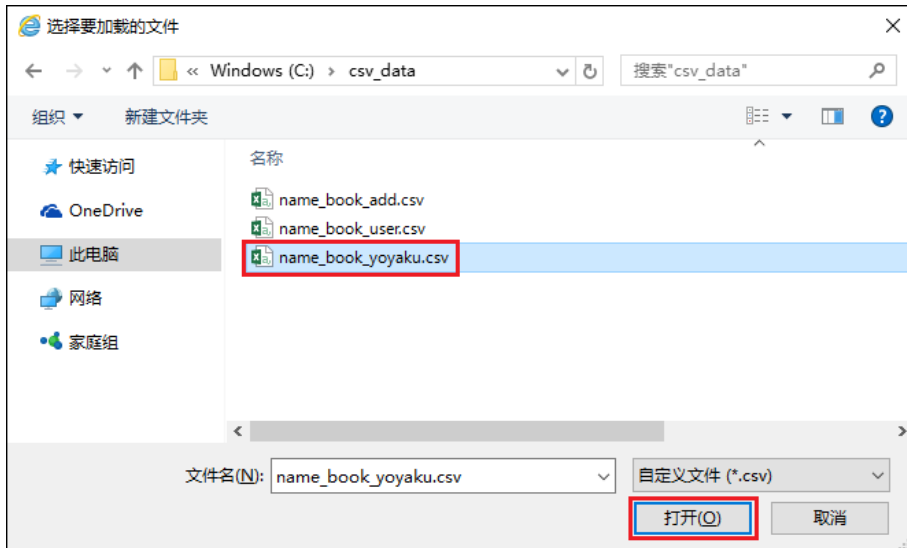 选择要加载的文件
« Windows (C:) › csv_data
搜索"csv_data"
组织 新建文件夹
快速访问
OneDrive
此电脑
网络
家庭组
名称
name_book_add.csv
name_book_user.csv
name_book_yoyaku.csv
文件名(N): name_book_yoyaku.csv
自定义文件 (*.csv)
打开(O) 取消